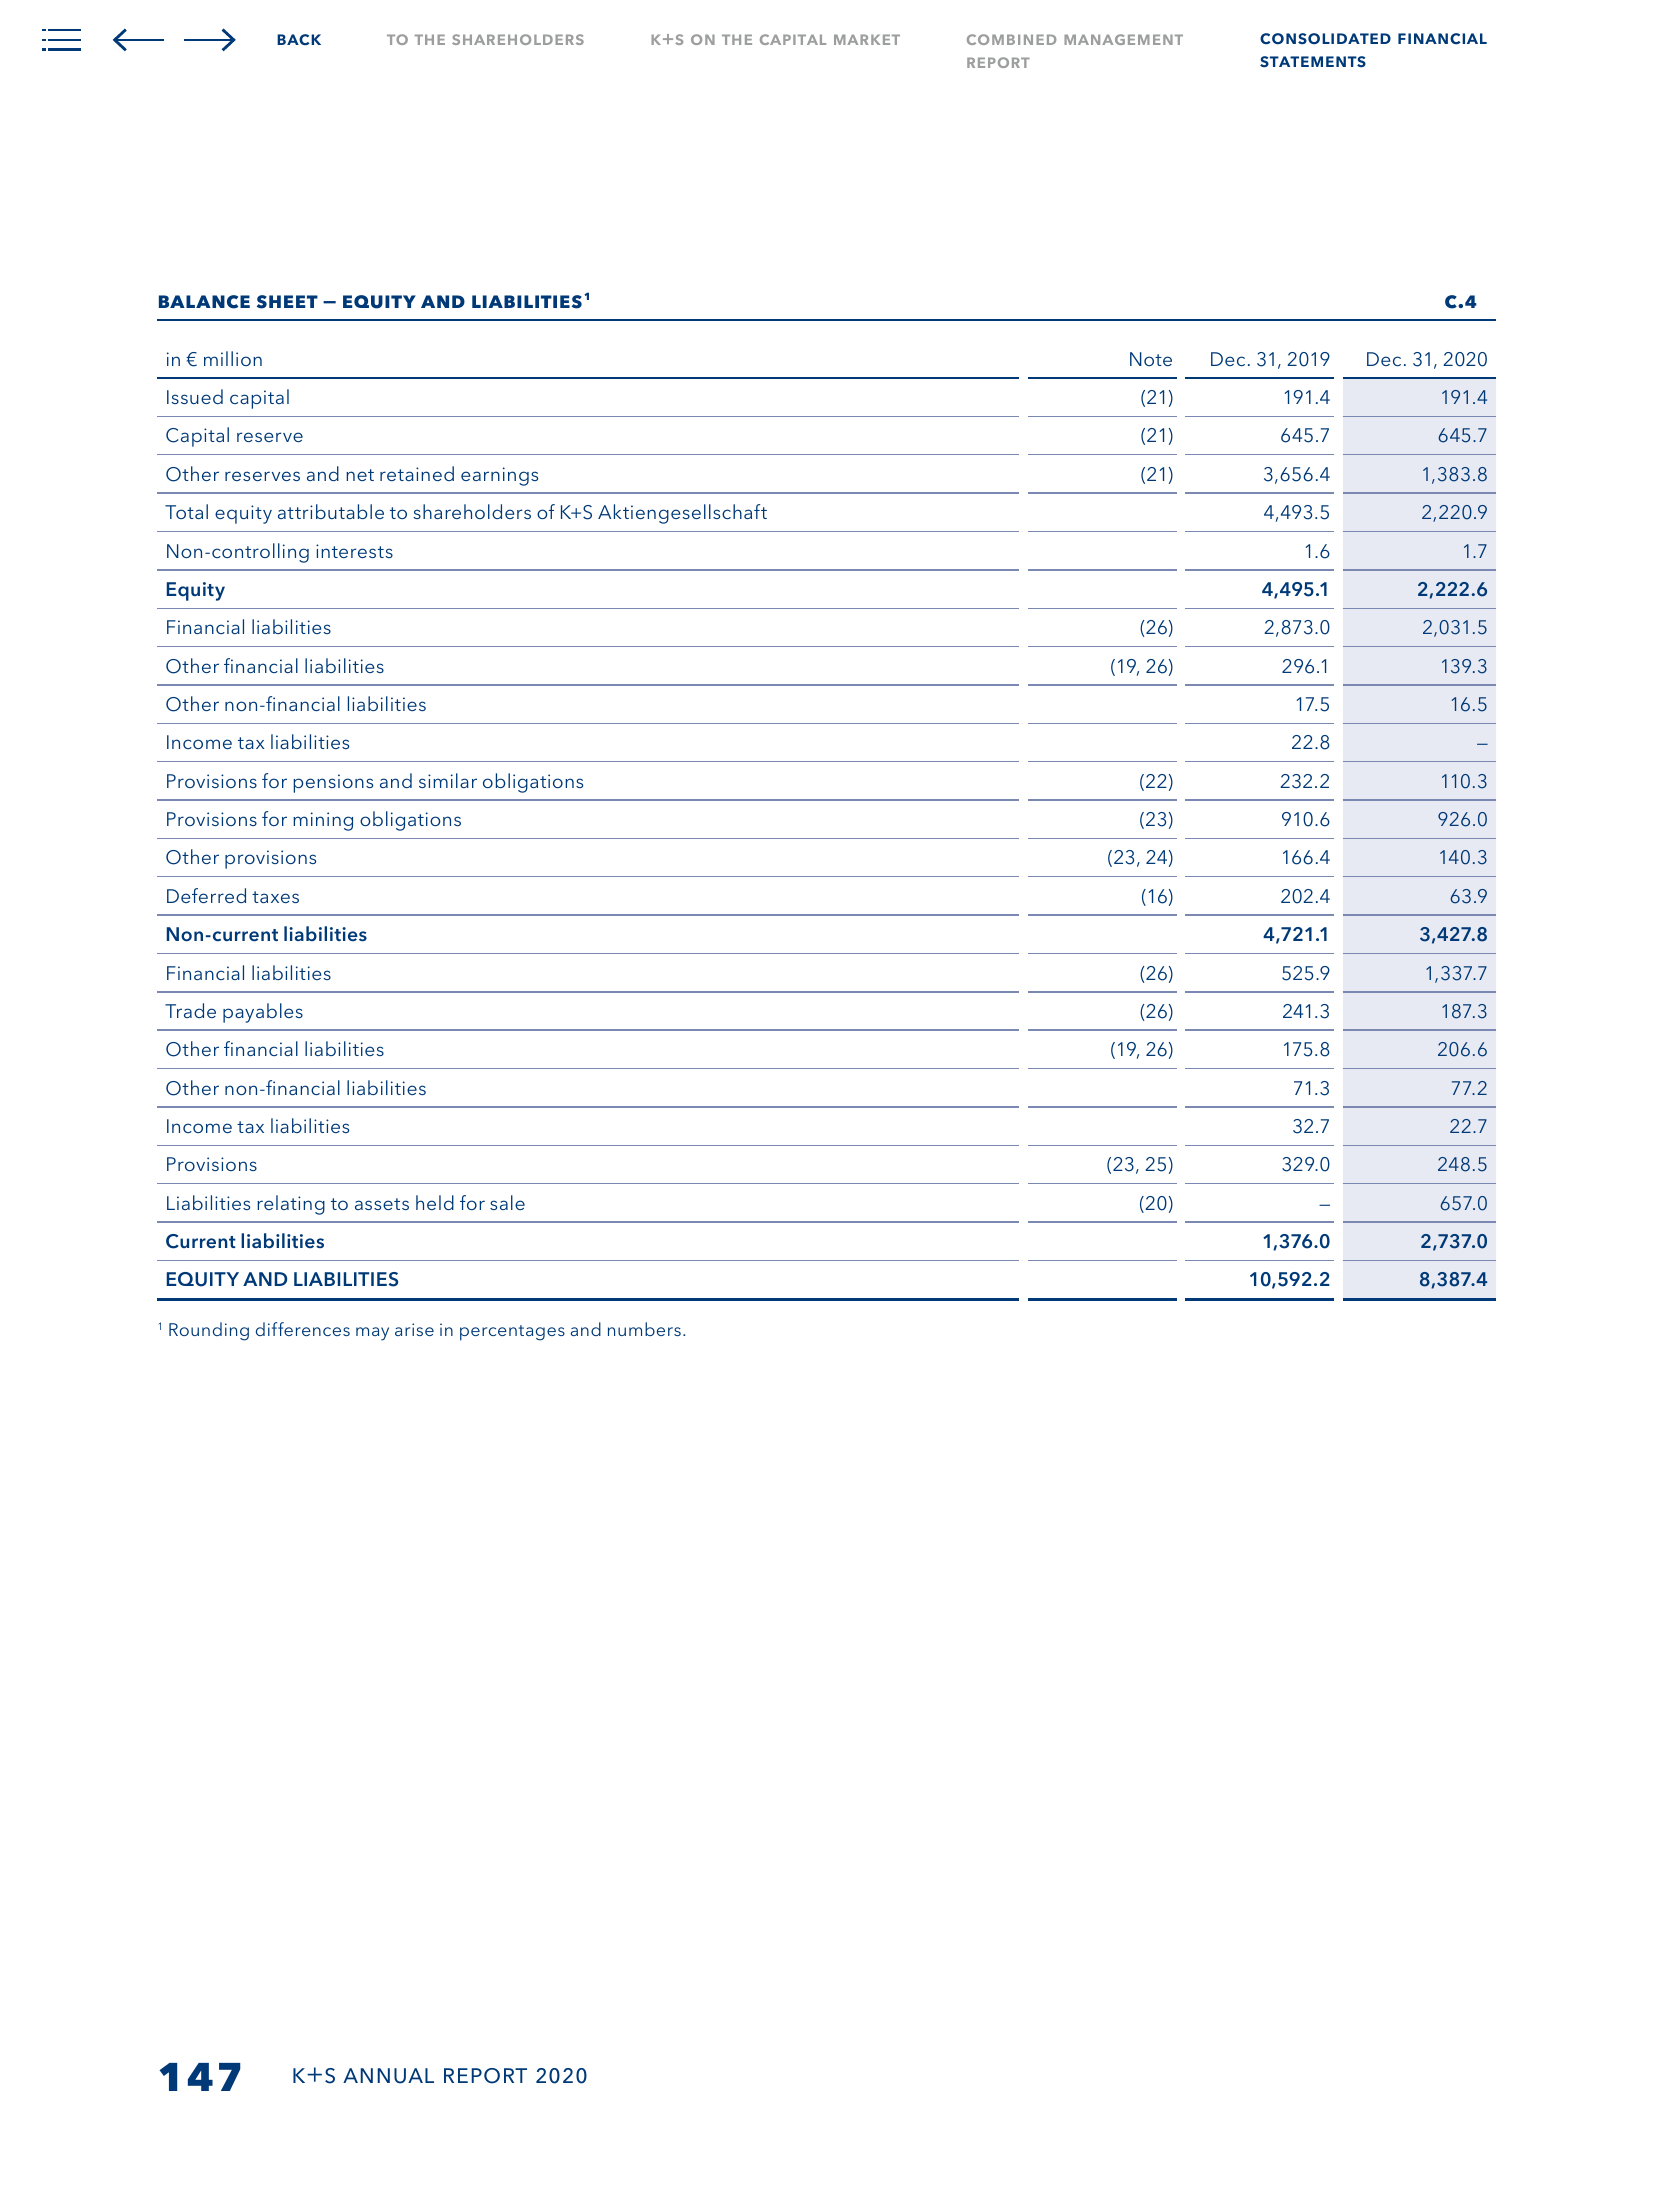 BACK TO THE SHAREHOLDERS K+S ON THE CAPITAL MARKET COMBINED MANAGEMENT REPORT CONSOLIDATED FINANCIAL STATEMENTS
BALANCE SHEET – EQUITY AND LIABILITIES¹ C.4
in € million Note Dec. 31, 2019 Dec. 31, 2020
Issued capital (21) 191.4 191.4
Capital reserve (21) 645.7 645.7
Other reserves and net retained earnings (21) 3,656.4 1,383.8
Total equity attributable to shareholders of K+S Aktiengesellschaft 4,493.5 2,220.9
Non-controlling interests 1.6 1.7
Equity 4,495.1 2,222.6
Financial liabilities (26) 2,873.0 2,031.5
Other financial liabilities (19, 26) 296.1 139.3
Other non-financial liabilities 17.5 16.5
Income tax liabilities 22.8 –
Provisions for pensions and similar obligations (22) 232.2 110.3
Provisions for mining obligations (23) 910.6 926.0
Other provisions (23, 24) 166.4 140.3
Deferred taxes (16) 202.4 63.9
Non-current liabilities 4,721.1 3,427.8
Financial liabilities (26) 525.9 1,337.7
Trade payables (26) 241.3 187.3
Other financial liabilities (19, 26) 175.8 206.6
Other non-financial liabilities 71.3 77.2
Income tax liabilities 32.7 22.7
Provisions (23, 25) 329.0 248.5
Liabilities relating to assets held for sale (20) – 657.0
Current liabilities 1,376.0 2,737.0
EQUITY AND LIABILITIES 10,592.2 8,387.4
¹ Rounding differences may arise in percentages and numbers.
147 K+S ANNUAL REPORT 2020